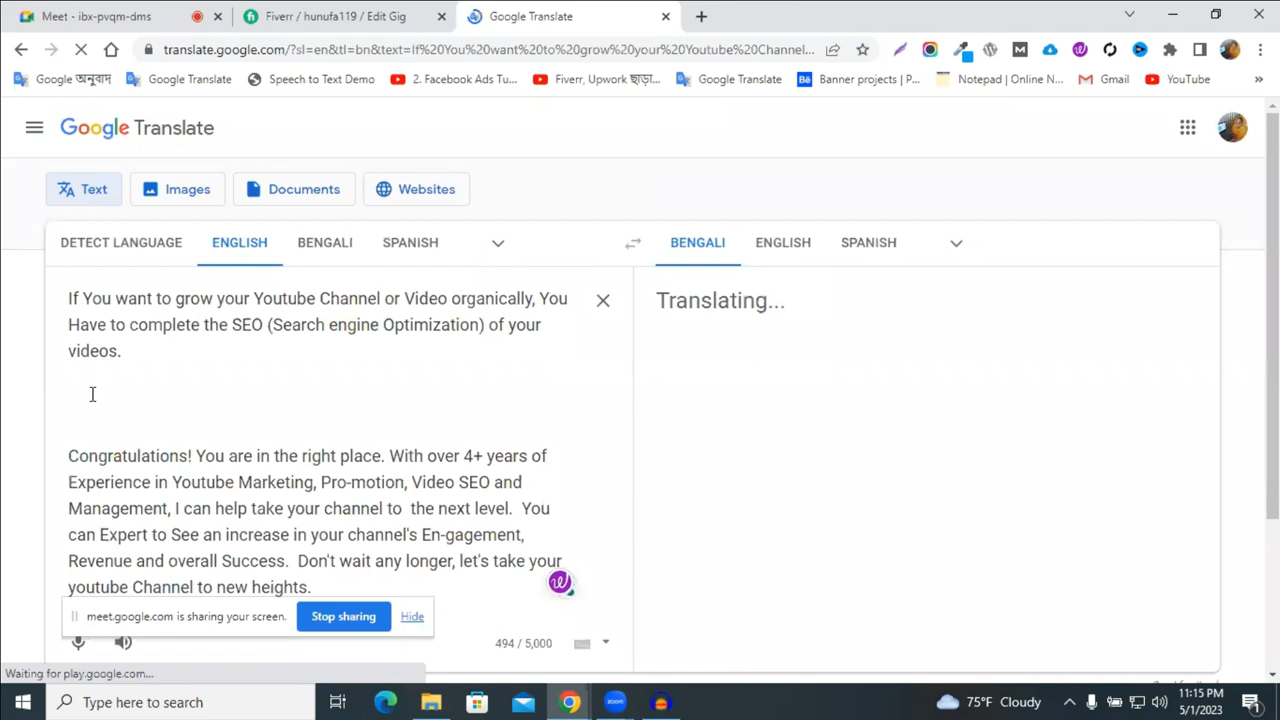 Meet - ibx-pvqm-dms
Fiverr / hunufa119 / Edit Gig
Google Translate
translate.google.com/?sl=en&tl=bn&text=If%20You%20want%20to%20grow%20your%20Youtube%20Channel...
Google অনুবাদ
Google Translate
Speech to Text Demo
2. Facebook Ads Tu...
Fiverr, Upwork ছাড়া...
Google Translate
Banner projects | P...
Notepad | Online N...
Gmail
YouTube
Google Translate
Text
Images
Documents
Websites
DETECT LANGUAGE
ENGLISH
BENGALI
SPANISH
BENGALI
ENGLISH
SPANISH
If You want to grow your Youtube Channel or Video organically, You
Have to complete the SEO (Search engine Optimization) of your
videos.
Translating...
Congratulations! You are in the right place. With over 4+ years of
Experience in Youtube Marketing, Pro-motion, Video SEO and
Management, I can help take your channel to  the next level.  You
can Expert to See an increase in your channel's En-gagement,
Revenue and overall Success.  Don't wait any longer, let's take your
youtube Channel to new heights.
meet.google.com is sharing your screen.
Stop sharing
Hide
494 / 5,000
Waiting for play.google.com...
Type here to search
zoom
75°F Cloudy
11:15 PM
5/1/2023